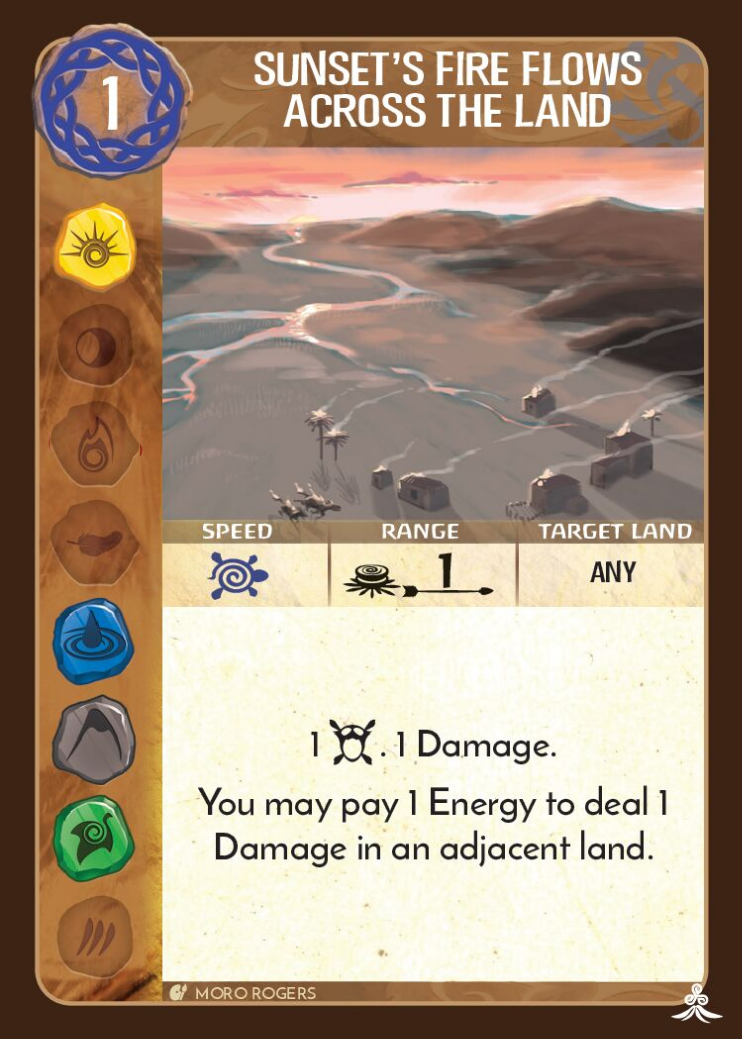 1
SUNSET'S FIRE FLOWS
ACROSS THE LAND
SPEED RANGE TARGET LAND
1 ANY
1 . 1 Damage.
You may pay 1 Energy to deal 1
Damage in an adjacent land.
MORO ROGERS